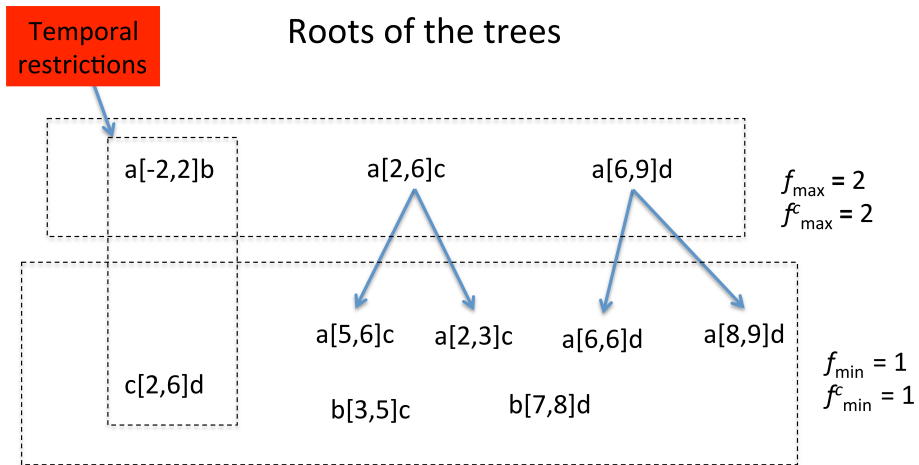 Temporal
restrictions
Roots of the trees
a[-2,2]b
a[2,6]c
a[6,9]d
fmax = 2
fcmax = 2
a[5,6]c
a[2,3]c
a[6,6]d
a[8,9]d
c[2,6]d
b[3,5]c
b[7,8]d
fmin = 1
fcmin = 1